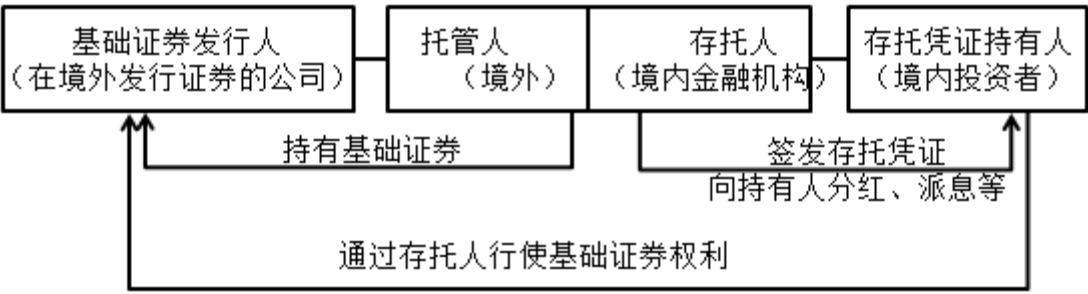 基础证券发行人
（在境外发行证券的公司）
托管人
（境外）
存托人
（境内金融机构）
存托凭证持有人
（境内投资者）
持有基础证券
签发存托凭证
向持有人分红、派息等
通过存托人行使基础证券权利